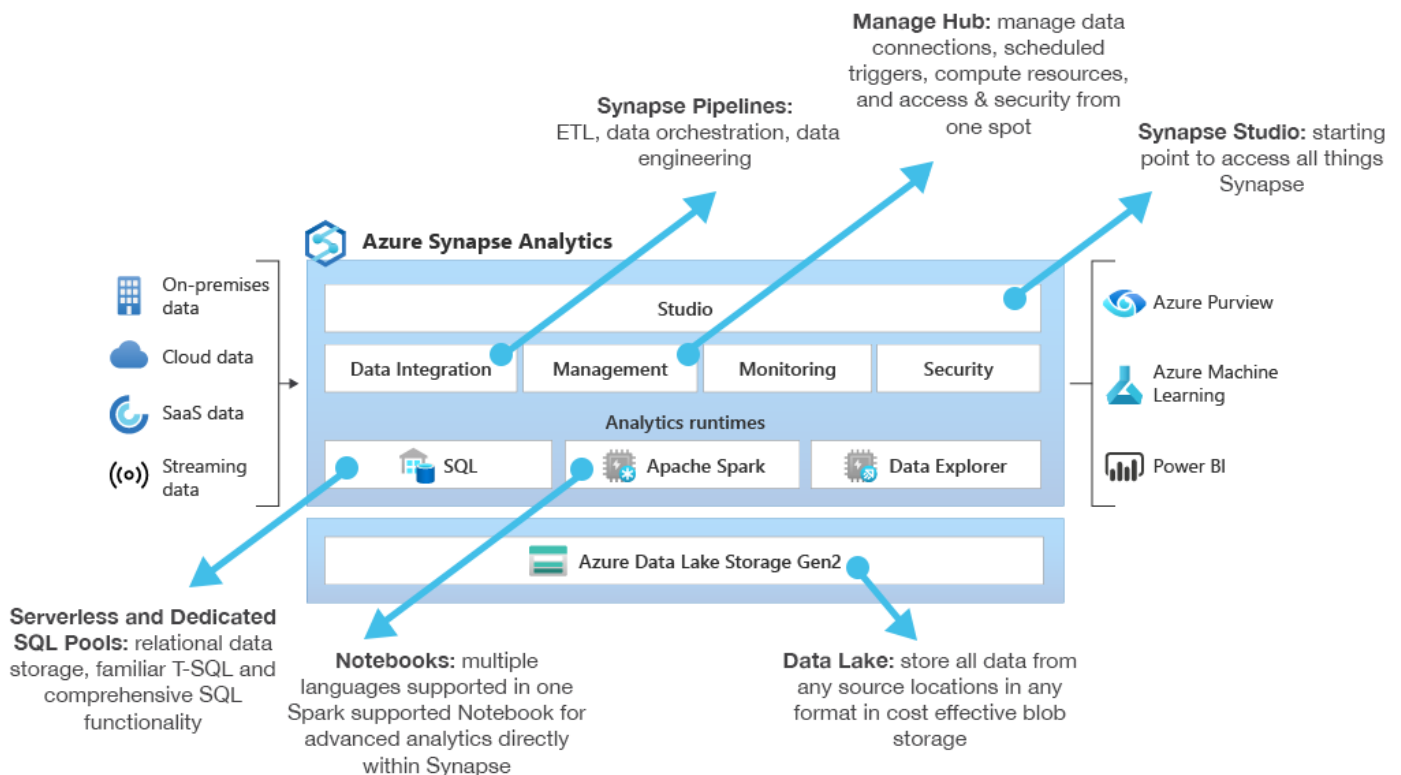 Manage Hub: manage data
connections, scheduled
triggers, compute resources,
and access & security from
one spot
Synapse Pipelines:
ETL, data orchestration, data
engineering
Synapse Studio: starting
point to access all things
Synapse
Azure Synapse Analytics
On-premises
data
Cloud data
SaaS data
Streaming
data
Studio
Data Integration
Management
Monitoring
Security
Analytics runtimes
SQL
Apache Spark
Data Explorer
Azure Data Lake Storage Gen2
Azure Purview
Azure Machine
Learning
Power BI
Serverless and Dedicated
SQL Pools: relational data
storage, familiar T-SQL and
comprehensive SQL
functionality
Notebooks: multiple
languages supported in one
Spark supported Notebook for
advanced analytics directly
within Synapse
Data Lake: store all data from
any source locations in any
format in cost effective blob
storage